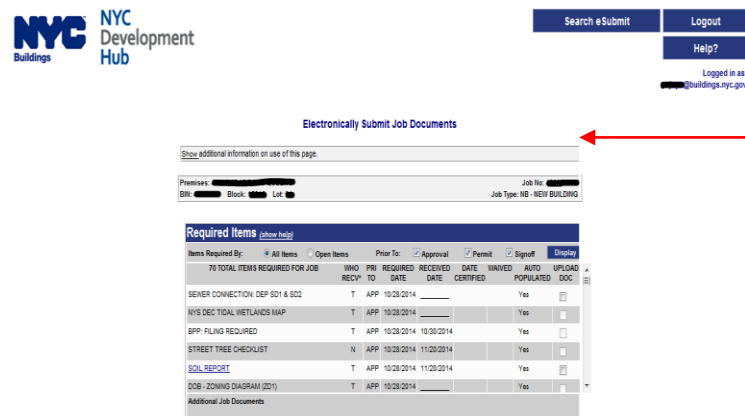 NYC
Buildings
NYC
Development
Hub
Search eSubmit
Logout
Help?
Logged in as
@buildings.nyc.gov
Electronically Submit Job Documents
Show additional information on use of this page.
Premises:
Job No:
BIN: Block: Lot:
Job Type: NB - NEW BUILDING
Required Items (show help)
Items Required By: All Items Open Items Prior To: Approval Permit Signoff Display
70 TOTAL ITEMS REQUIRED FOR JOB WHO RECV* PRI TO REQUIRED DATE RECEIVED DATE DATE CERTIFIED WAIVED AUTO POPULATED UPLOAD DOC
SEWER CONNECTION: DEP SD1 & SD2 T APP 10/28/2014 Yes
NYS DEC TIDAL WETLANDS MAP T APP 10/28/2014 Yes
BPP: FILING REQUIRED T APP 10/28/2014 10/30/2014 Yes
STREET TREE CHECKLIST N APP 10/28/2014 11/20/2014 Yes
SOIL REPORT T APP 10/28/2014 11/20/2014 Yes
DOB - ZONING DIAGRAM (ZD1) T APP 10/28/2014 Yes
Additional Job Documents